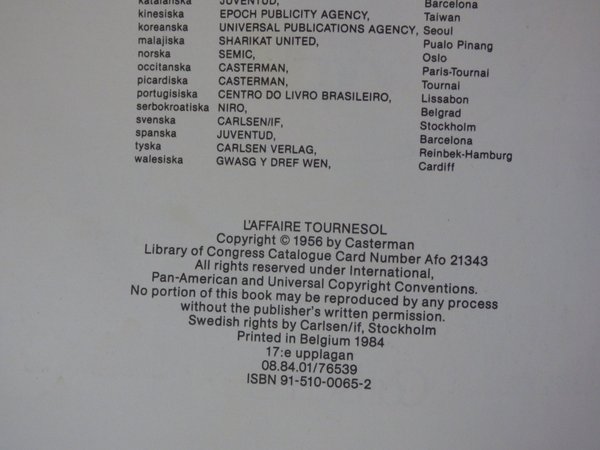 katalanska JUVENTUD, Barcelona
kinesiska EPOCH PUBLICITY AGENCY, Taiwan
koreanska UNIVERSAL PUBLICATIONS AGENCY, Seoul
malajiska SHARIKAT UNITED, Pualo Pinang
norska SEMIC, Oslo
occitanska CASTERMAN, Paris-Tournai
picardiska CASTERMAN, Tournai
portugisiska CENTRO DO LIVRO BRASILEIRO, Lissabon
serbokroatiska NIRO, Belgrad
svenska CARLSEN/IF, Stockholm
spanska JUVENTUD, Barcelona
tyska CARLSEN VERLAG, Reinbek-Hamburg
walesiska GWASG Y DREF WEN, Cardiff
L'AFFAIRE TOURNESOL
Copyright © 1956 by Casterman
Library of Congress Catalogue Card Number Afo 21343
All rights reserved under International,
Pan-American and Universal Copyright Conventions.
No portion of this book may be reproduced by any process
without the publisher's written permission.
Swedish rights by Carlsen/if, Stockholm
Printed in Belgium 1984
17:e upplagan
08.84.01/76539
ISBN 91-510-0065-2